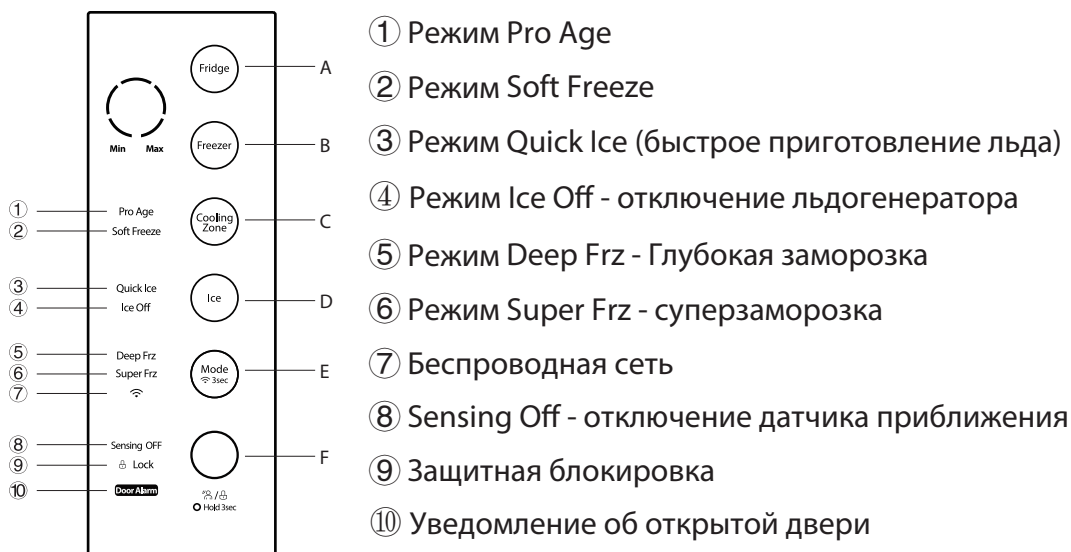 Fridge
A
Min Max
Freezer
B
① Pro Age
② Soft Freeze
Cooling
Zone
C
③ Quick Ice
④ Ice Off
Ice
D
⑤ Deep Frz
⑥ Super Frz
⑦
Mode
3sec
E
⑧ Sensing OFF
⑨ Lock
⑩ Door Alarm
F
/
Hold 3sec
① Режим Pro Age
② Режим Soft Freeze
③ Режим Quick Ice (быстрое приготовление льда)
④ Режим Ice Off - отключение льдогенератора
⑤ Режим Deep Frz - Глубокая заморозка
⑥ Режим Super Frz - суперзаморозка
⑦ Беспроводная сеть
⑧ Sensing Off - отключение датчика приближения
⑨ Защитная блокировка
⑩ Уведомление об открытой двери